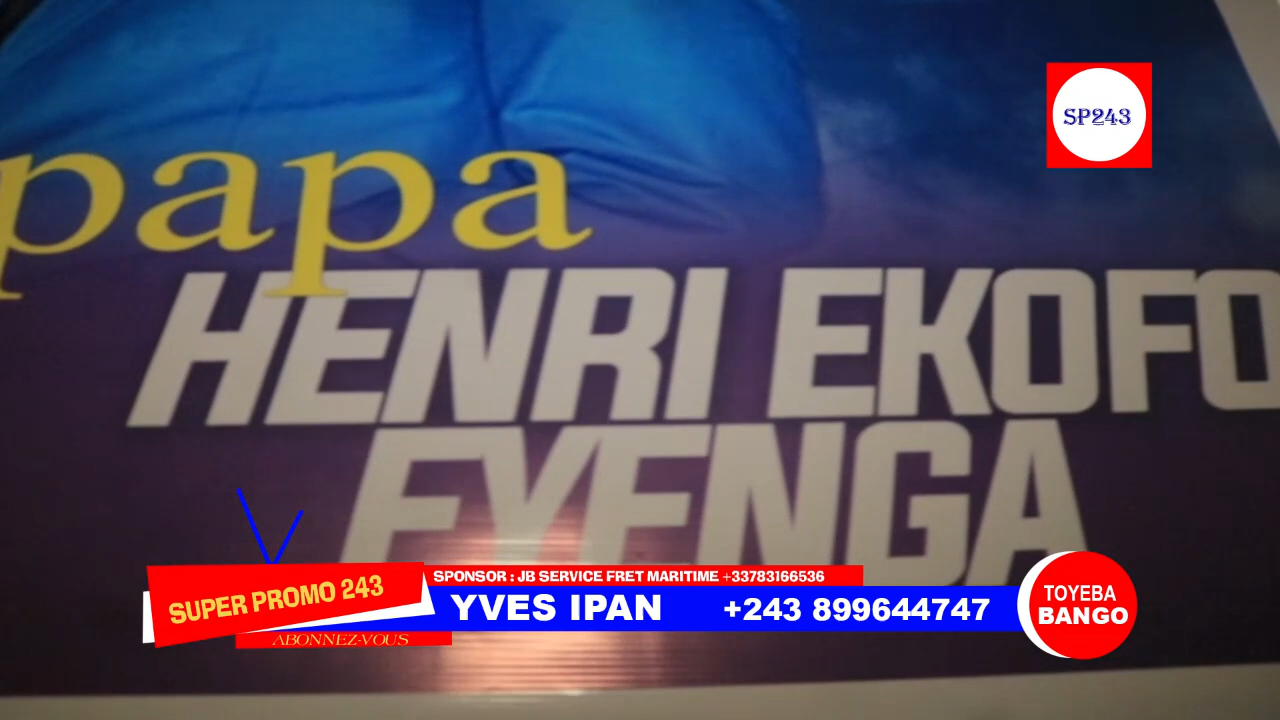 SP243
papa
HENRI EKOFO
EYENGA
SPONSOR : JB SERVICE FRET MARITIME +33783166536
SUPER PROMO 243
YVES IPAN +243 899644747
TOYEBA
BANGO
ABONNEZ-VOUS